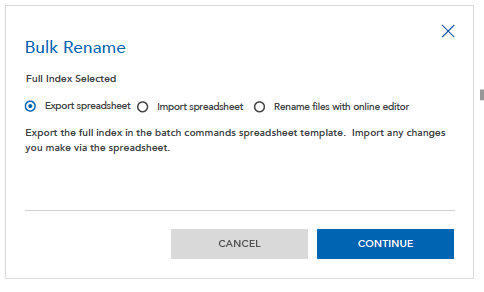 Bulk Rename
Full Index Selected
Export spreadsheet Import spreadsheet Rename files with online editor
Export the full index in the batch commands spreadsheet template. Import any changes
you make via the spreadsheet.
CANCEL CONTINUE